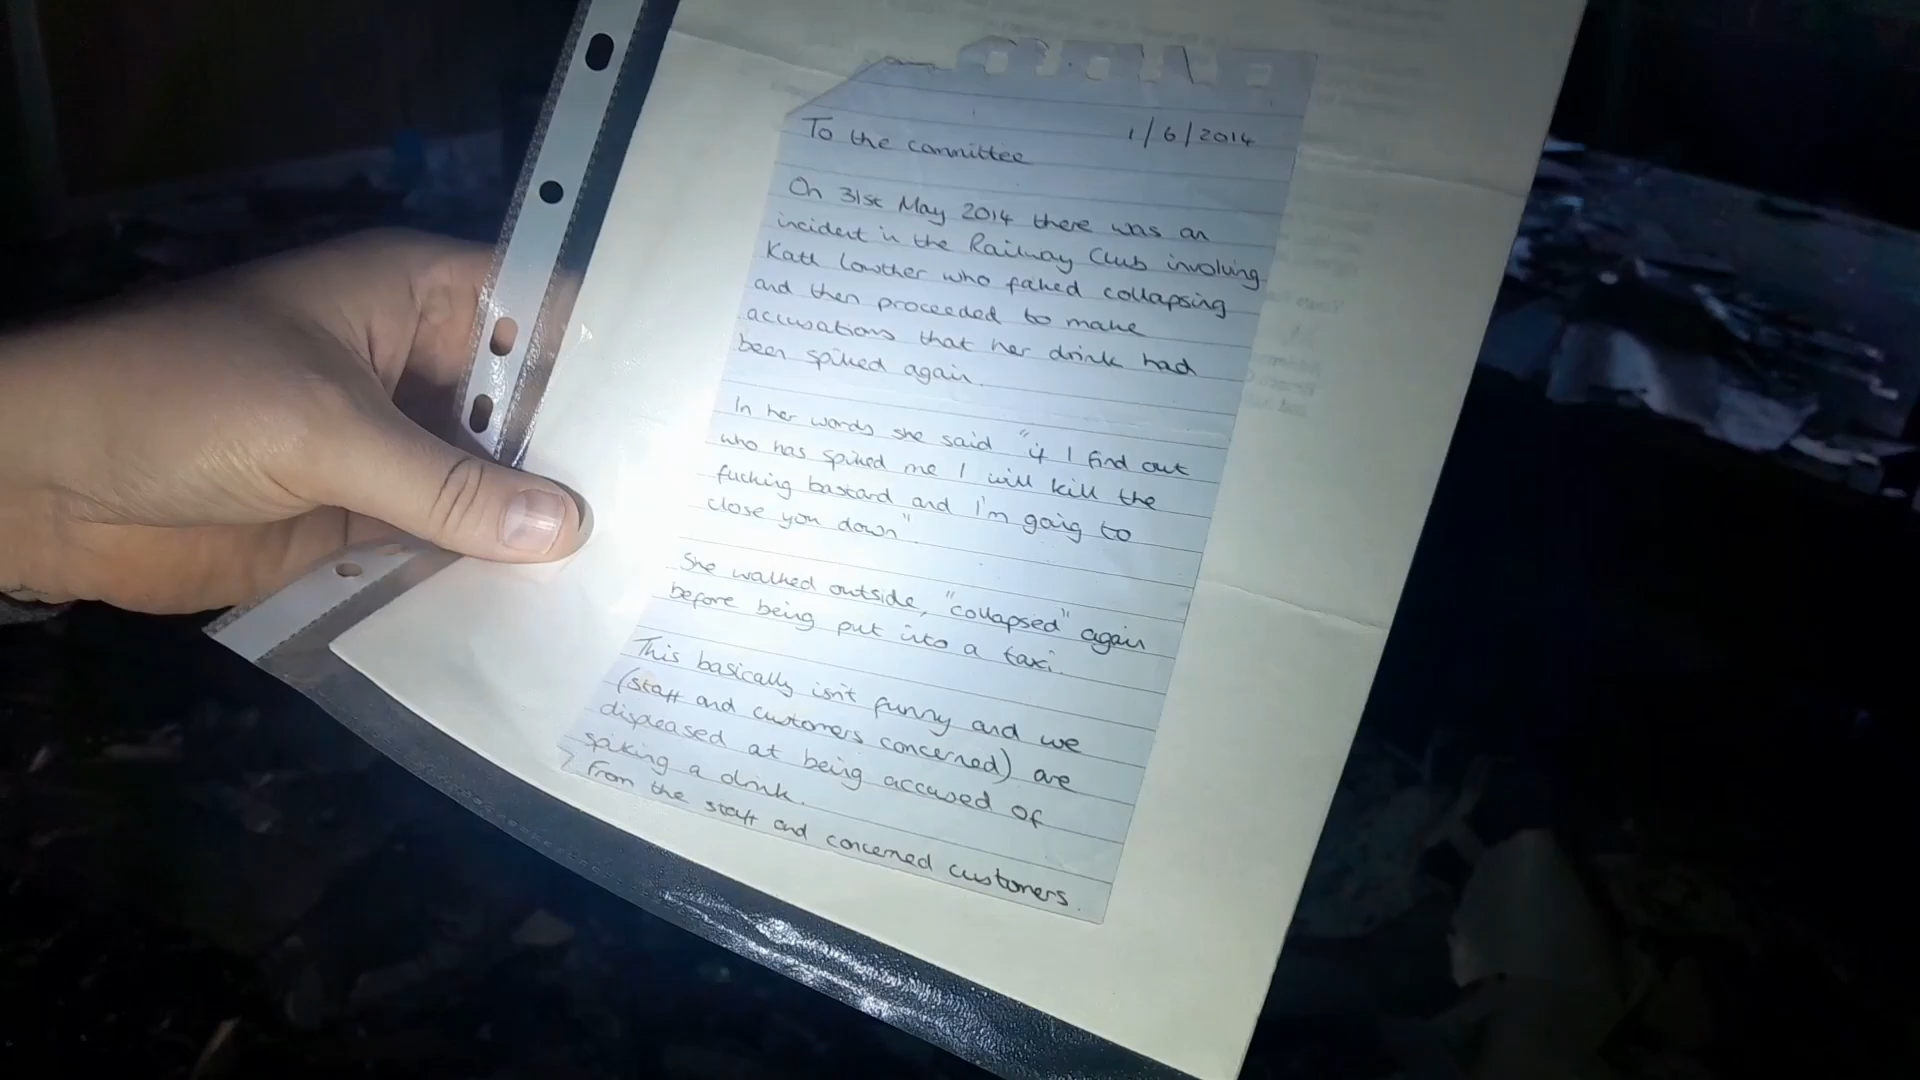 1/6/2014
To the committee
On 31st May 2014 there was an
incident in the Railway Club involving
Kath Lowther who faked collapsing
and then proceeded to make
accusations that her drink had
been spiked again.
In her words she said "if I find out
who has spiked me I will kill the
fucking bastard and I'm goig to
close you down".
She walked outside, "collapsed" again
before being put into a taxi.
This basically isn't funny and we
(staff and customers concerned) are
displeased at being accused of
spiking a drink.
From the staff and concerned customers.